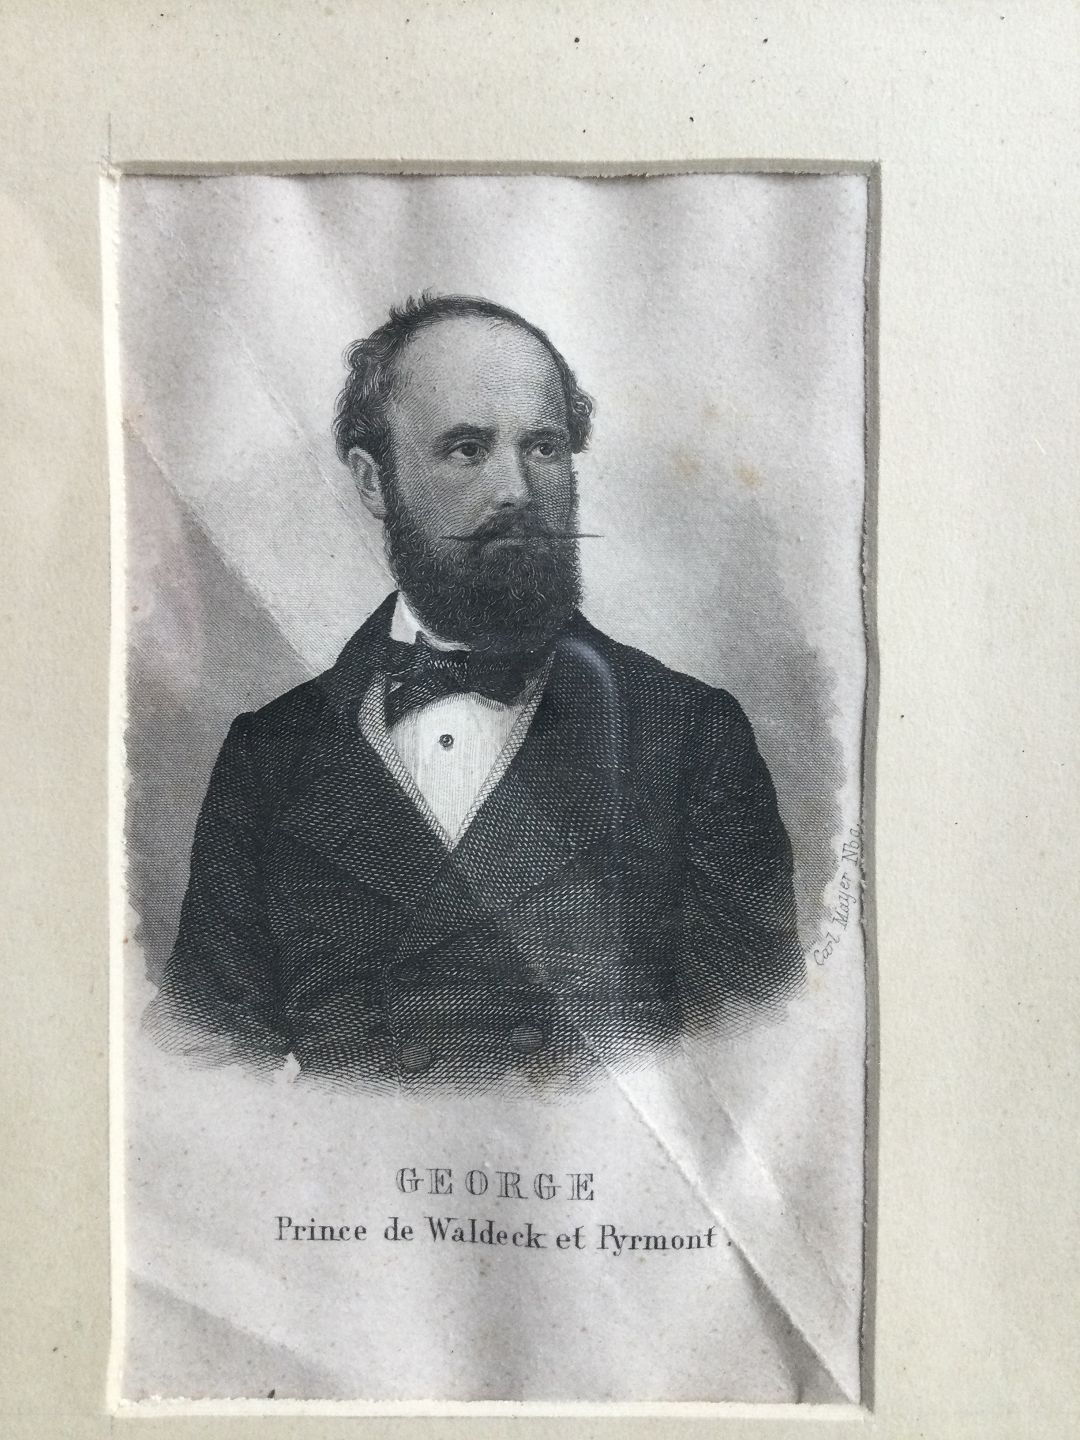 Carl Mayer Nbg.
GEORGE
Prince de Waldeck et Pyrmont.